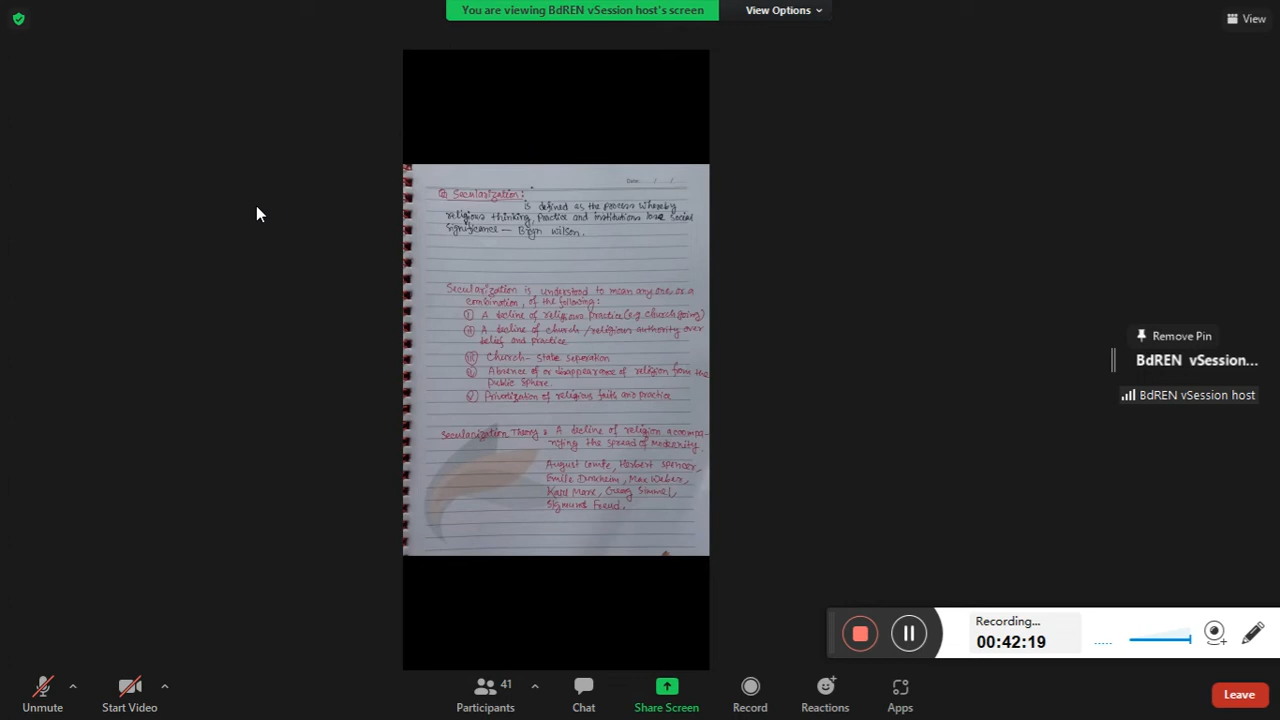 You are viewing BdREN vSession host's screen
View Options
View
Date: / /
Secularization:
is defined as the process whereby
religious thinking, practice and institutions lose social
significance — Bryn Wilson.
Secularization is understood to mean any one, or a
combination, of the following:
(i) A decline of religious practice (e.g. church going)
(ii) A decline of church / religious authority over
belief and practice
(iii) Church - state separation
Absence of or disappearance of religion from the
public sphere.
(v) Privatization of religious faith and practice
Secularization Theory: A decline of religion accompa-
nying the spread of modernity.
August Comte, Herbert Spencer,
Emile Durkheim, Max Weber,
Karl Marx, Georg Simmel,
Sigmunt Freud.
Remove Pin
BdREN vSession...
BdREN vSession host
Recording...
00:42:19
Unmute
Start Video
41
Participants
Chat
Share Screen
Record
Reactions
Apps
Leave